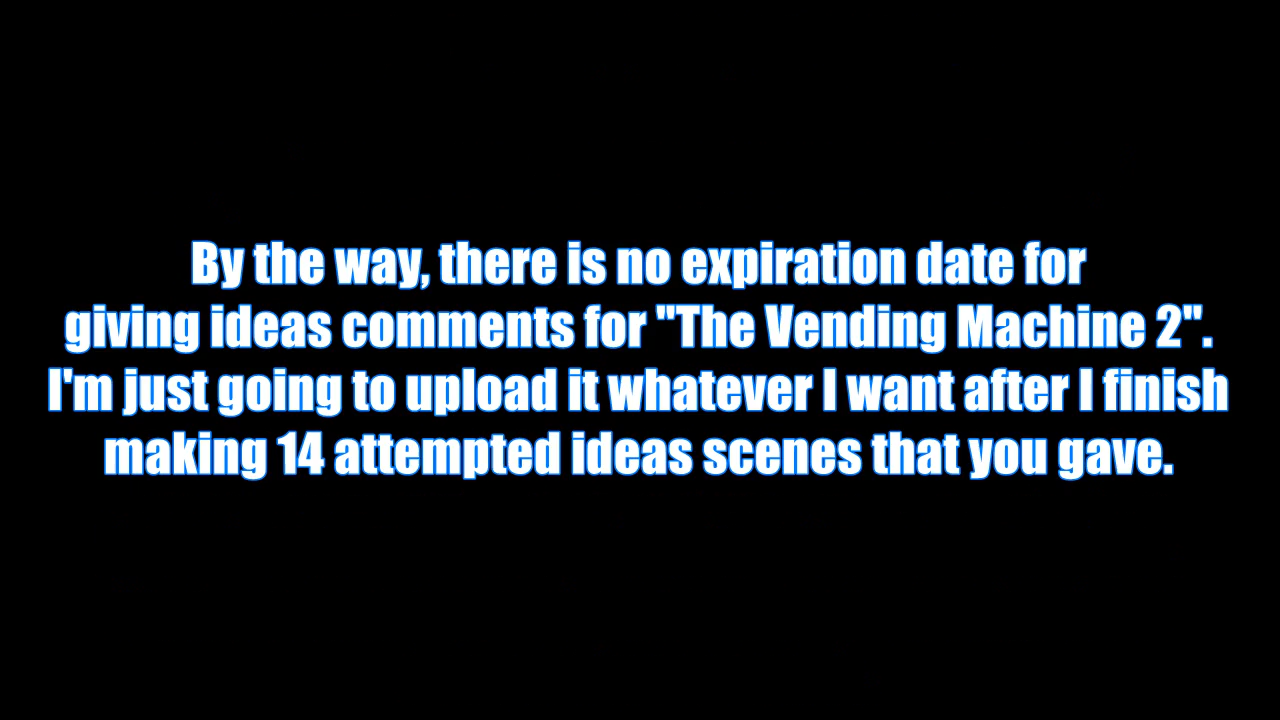 By the way, there is no expiration date for
giving ideas comments for "The Vending Machine 2".
I'm just going to upload it whatever I want after I finish
making 14 attempted ideas scenes that you gave.